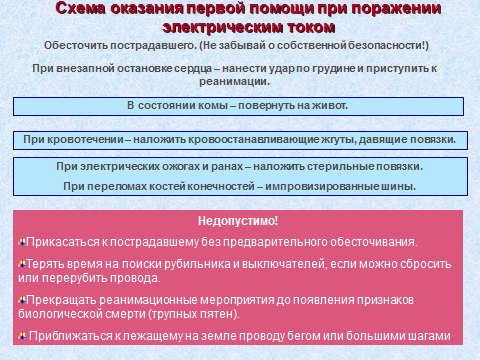 Схема оказания первой помощи при поражении
электрическим током
Обесточить пострадавшего. (Не забывай о собственной безопасности!)
При внезапной остановке сердца – нанести удар по грудине и приступить к
реанимации.
В состоянии комы – повернуть на живот.
При кровотечении – наложить кровоостанавливающие жгуты, давящие повязки.
При электрических ожогах и ранах – наложить стерильные повязки.
При переломах костей конечностей – импровизированные шины.
Недопустимо!
Прикасаться к пострадавшему без предварительного обесточивания.
Терять время на поиски рубильника и выключателей, если можно сбросить
или перерубить провода.
Прекращать реанимационные мероприятия до появления признаков
биологической смерти (трупных пятен).
Приближаться к лежащему на земле проводу бегом или большими шагами